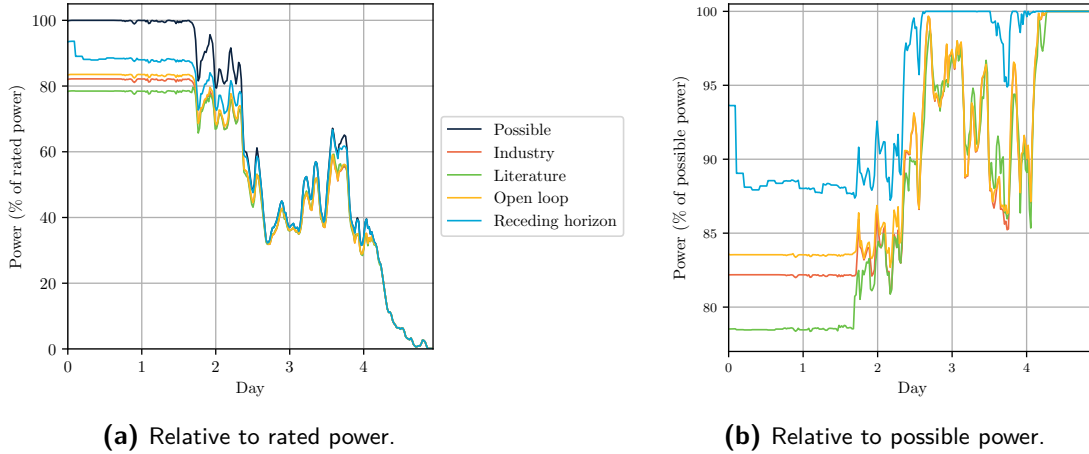 Power (% of rated power)
100
80
60
40
20
0
0 1 2 3 4
Day
Possible
Industry
Literature
Open loop
Receding horizon
(a) Relative to rated power.
Power (% of possible power)
100
95
90
85
80
0 1 2 3 4
Day
(b) Relative to possible power.